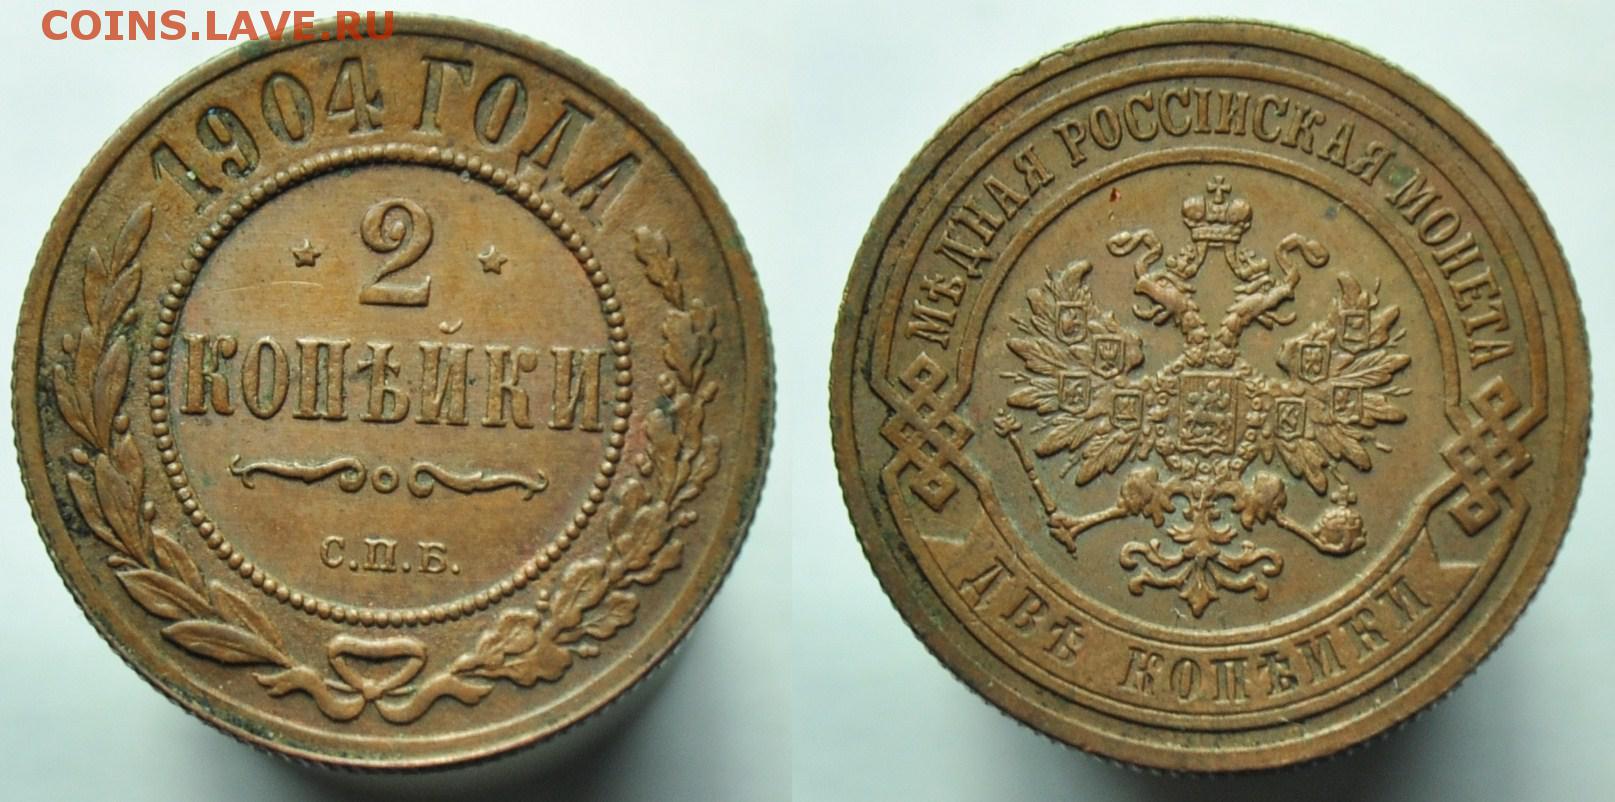 COINS.LAVE.RU
1904 ГОДА
2
КОПѢЙКИ
С.П.Б.
МѢДНАЯ РОССІЙСКАЯ МОНЕТА
ДВѢ КОПѢЙКИ